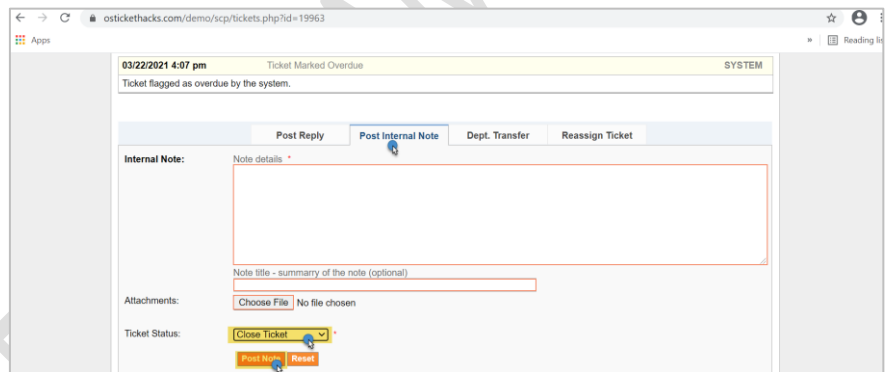 ostickethacks.com/demo/scp/tickets.php?id=19963
Apps » Reading lis
03/22/2021 4:07 pm Ticket Marked Overdue SYSTEM
Ticket flagged as overdue by the system.
Post Reply Post Internal Note Dept. Transfer Reassign Ticket
Internal Note: Note details *
Note title - summarry of the note (optional)
Attachments: Choose File No file chosen
Ticket Status: Close Ticket *
Post Note Reset